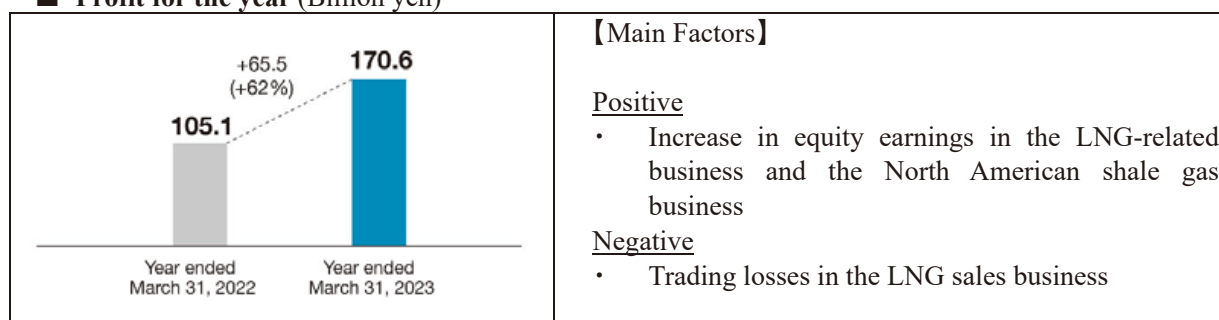 ■ Profit for the year (Billion yen)
+65.5
(+62%)
170.6
105.1
Year ended
March 31, 2022
Year ended
March 31, 2023
【Main Factors】
Positive
・ Increase in equity earnings in the LNG-related
business and the North American shale gas
business
Negative
・ Trading losses in the LNG sales business